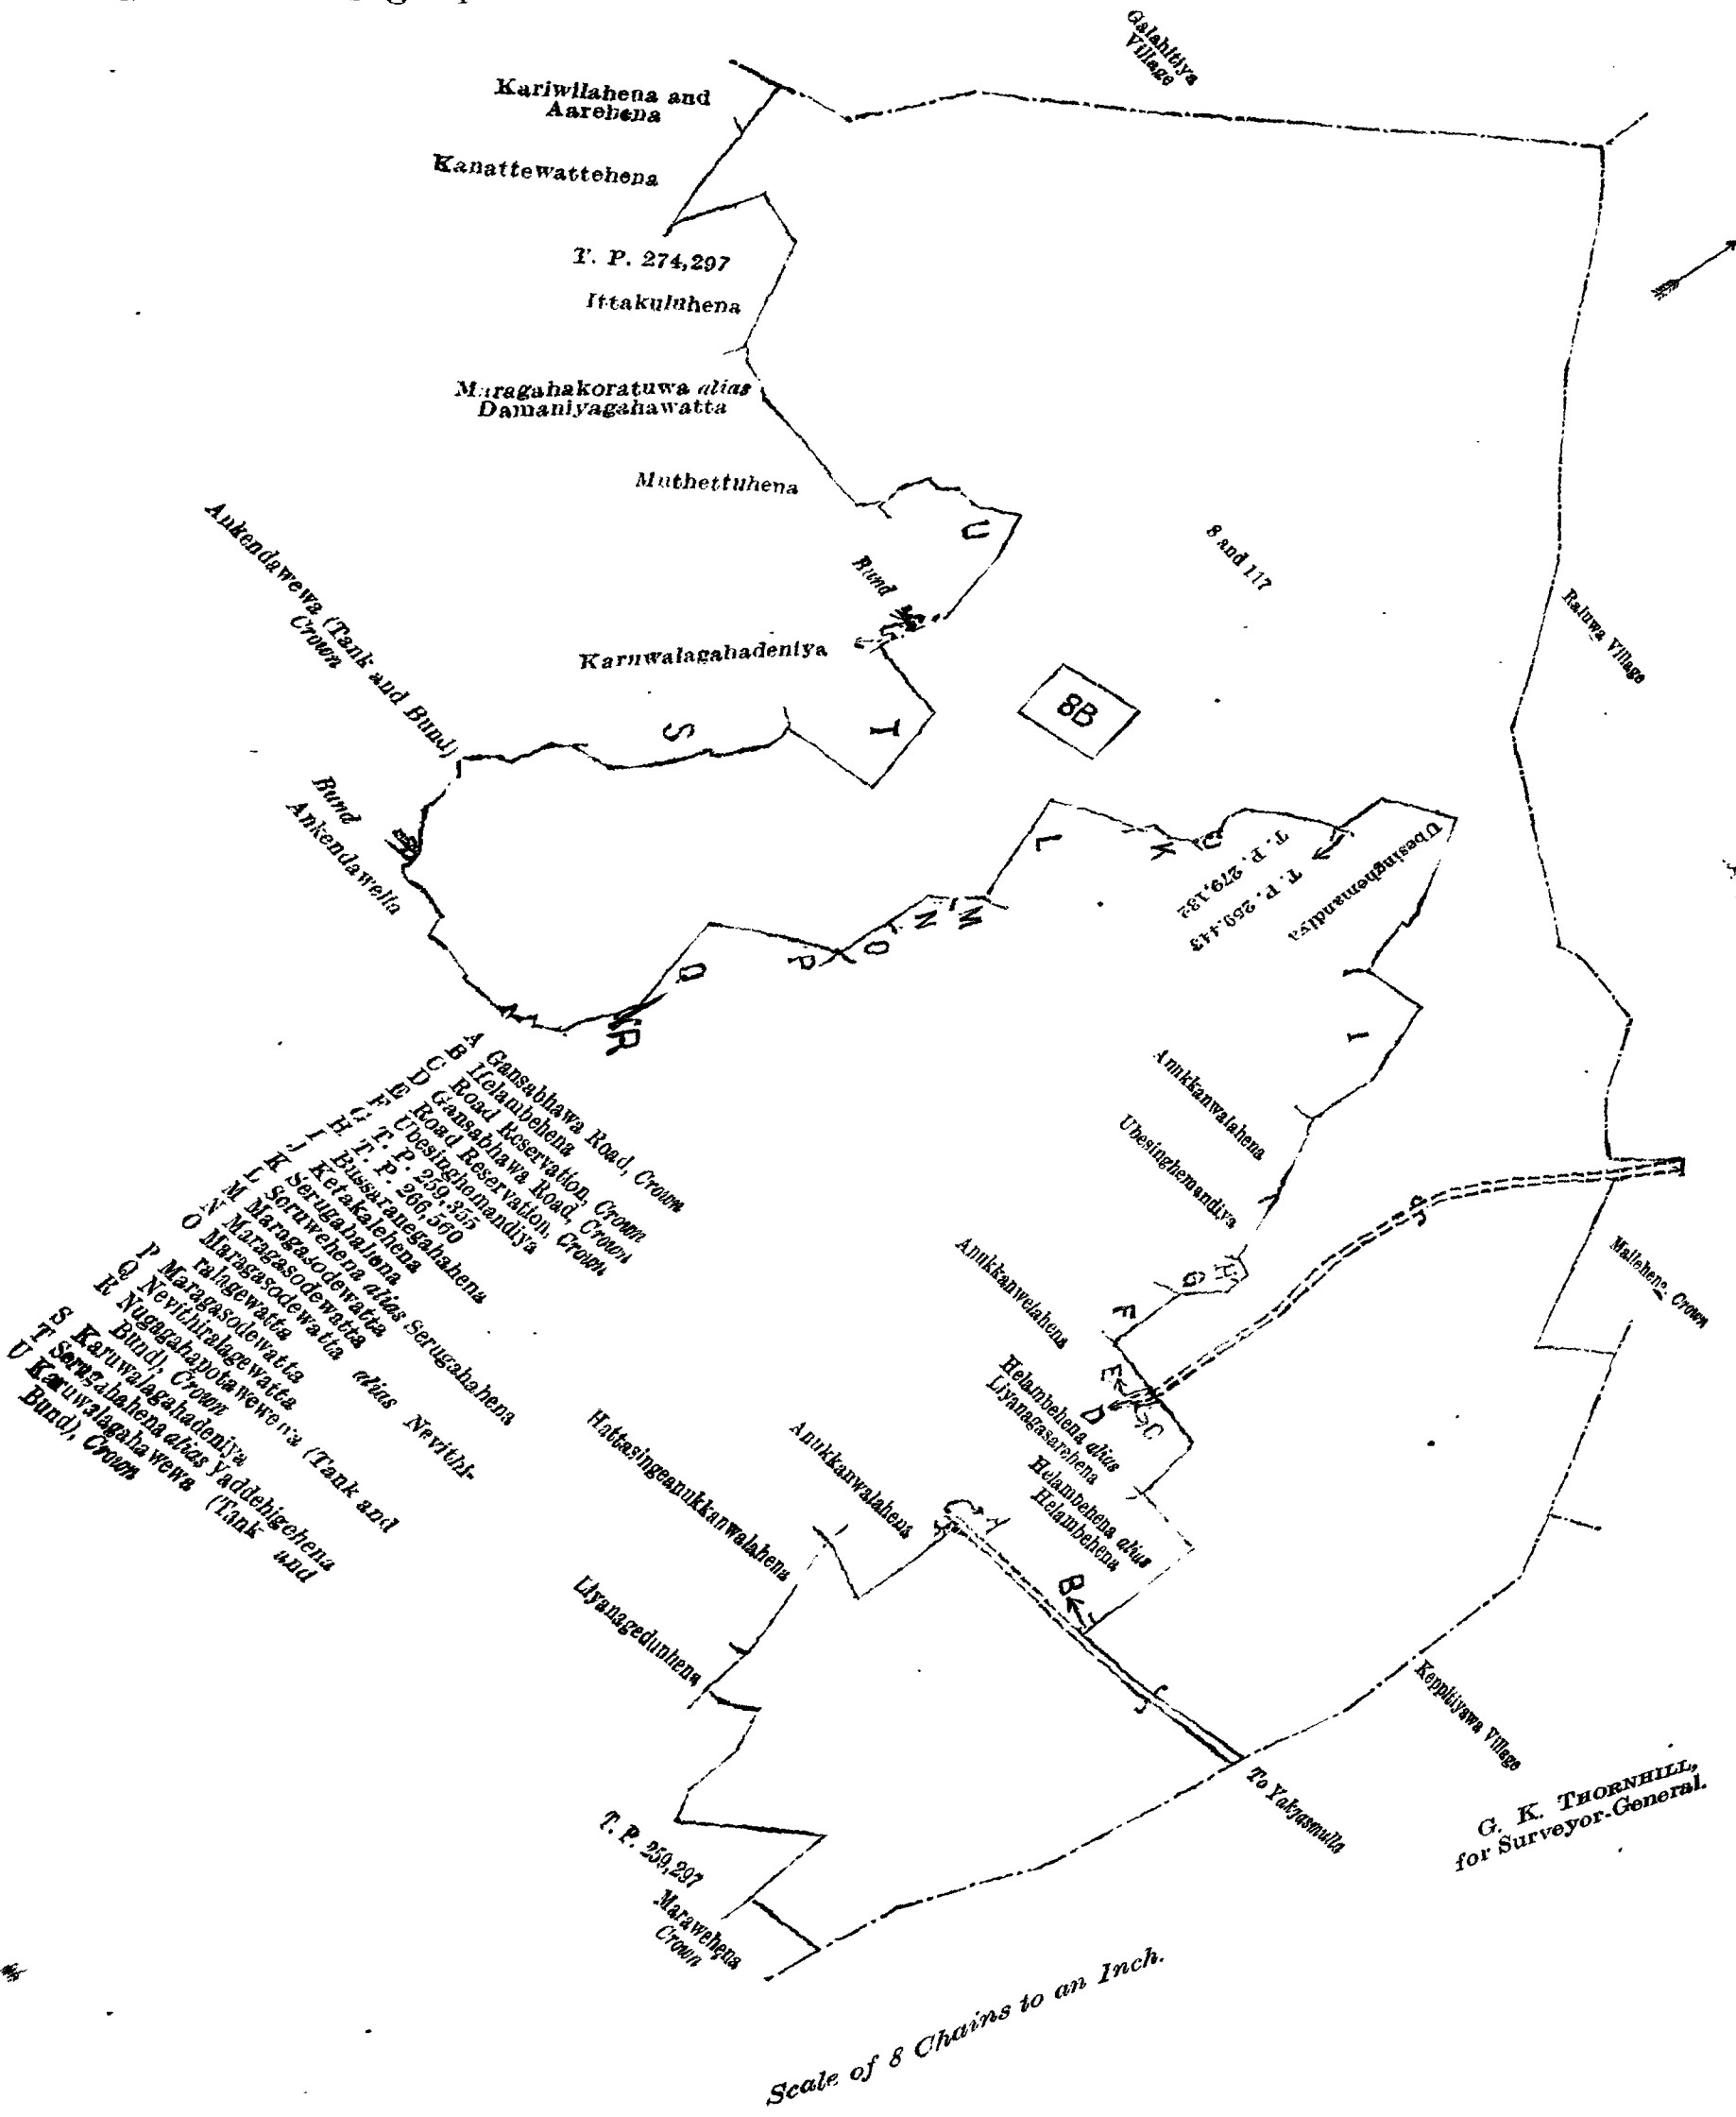 Galahitiya
Village
Kariwilahena and
Aarehena
Kanattewattehena
T. P. 274,297
Ittakuluhena
Maragahakoratuwa alias
Damaniyagahawatta
Muthettuhena
U
Bund
8 and 117
Raluwa Village
Ankendawewa (Tank and Bund)
Crown
Karuwalagahadeniya
8B
S
T
Bund
Ankendawella
L
K
J
T. P. 279,132
T. P. 259,443
Ubesinghemandiya
M
N
O
P
Q
R
I
Anukkanwalahena
Ubesinghemandiya
Anukkanwelahena
H
G
F
E
D
C
Mallehena Crown
A Gansabhawa Road, Crown
B Helambehena
C Road Reservation, Crown
D Gansabhawa Road, Crown
E Road Reservation, Crown
F Ubesinghemandiya
G T. P. 259,355
H T. P. 266,560
I Bussaranegahahena
J Ketakalehena
K Serugahahena
L Soruwehena alias Serugahahena
M Maragasodewatta
N Maragasodewatta
O Maragasodewatta alias Nevithi-
ralagewatta
P Maragasodewatta
Q Nevithiralagewatta
R Nugagahapotawewewa (Tank and
Bund), Crown
S Karuwalagahadeniya
T Serugahahena alias Yaddehigehena
U Karuwalagahawewa (Tank and
Bund), Crown
Helambehena alias
Liyanagasarehena
Helambehena alias
Helambehena
Hattasingeanukkanwalahena
Anukkanwalahena
A
B
Liyanagedunhena
T. P. 259,297
Marawehena
Crown
To Yakgasmulla
Keppitiyawa Village
G. K. THORNHILL,
for Surveyor-General.
Scale of 8 Chains to an Inch.